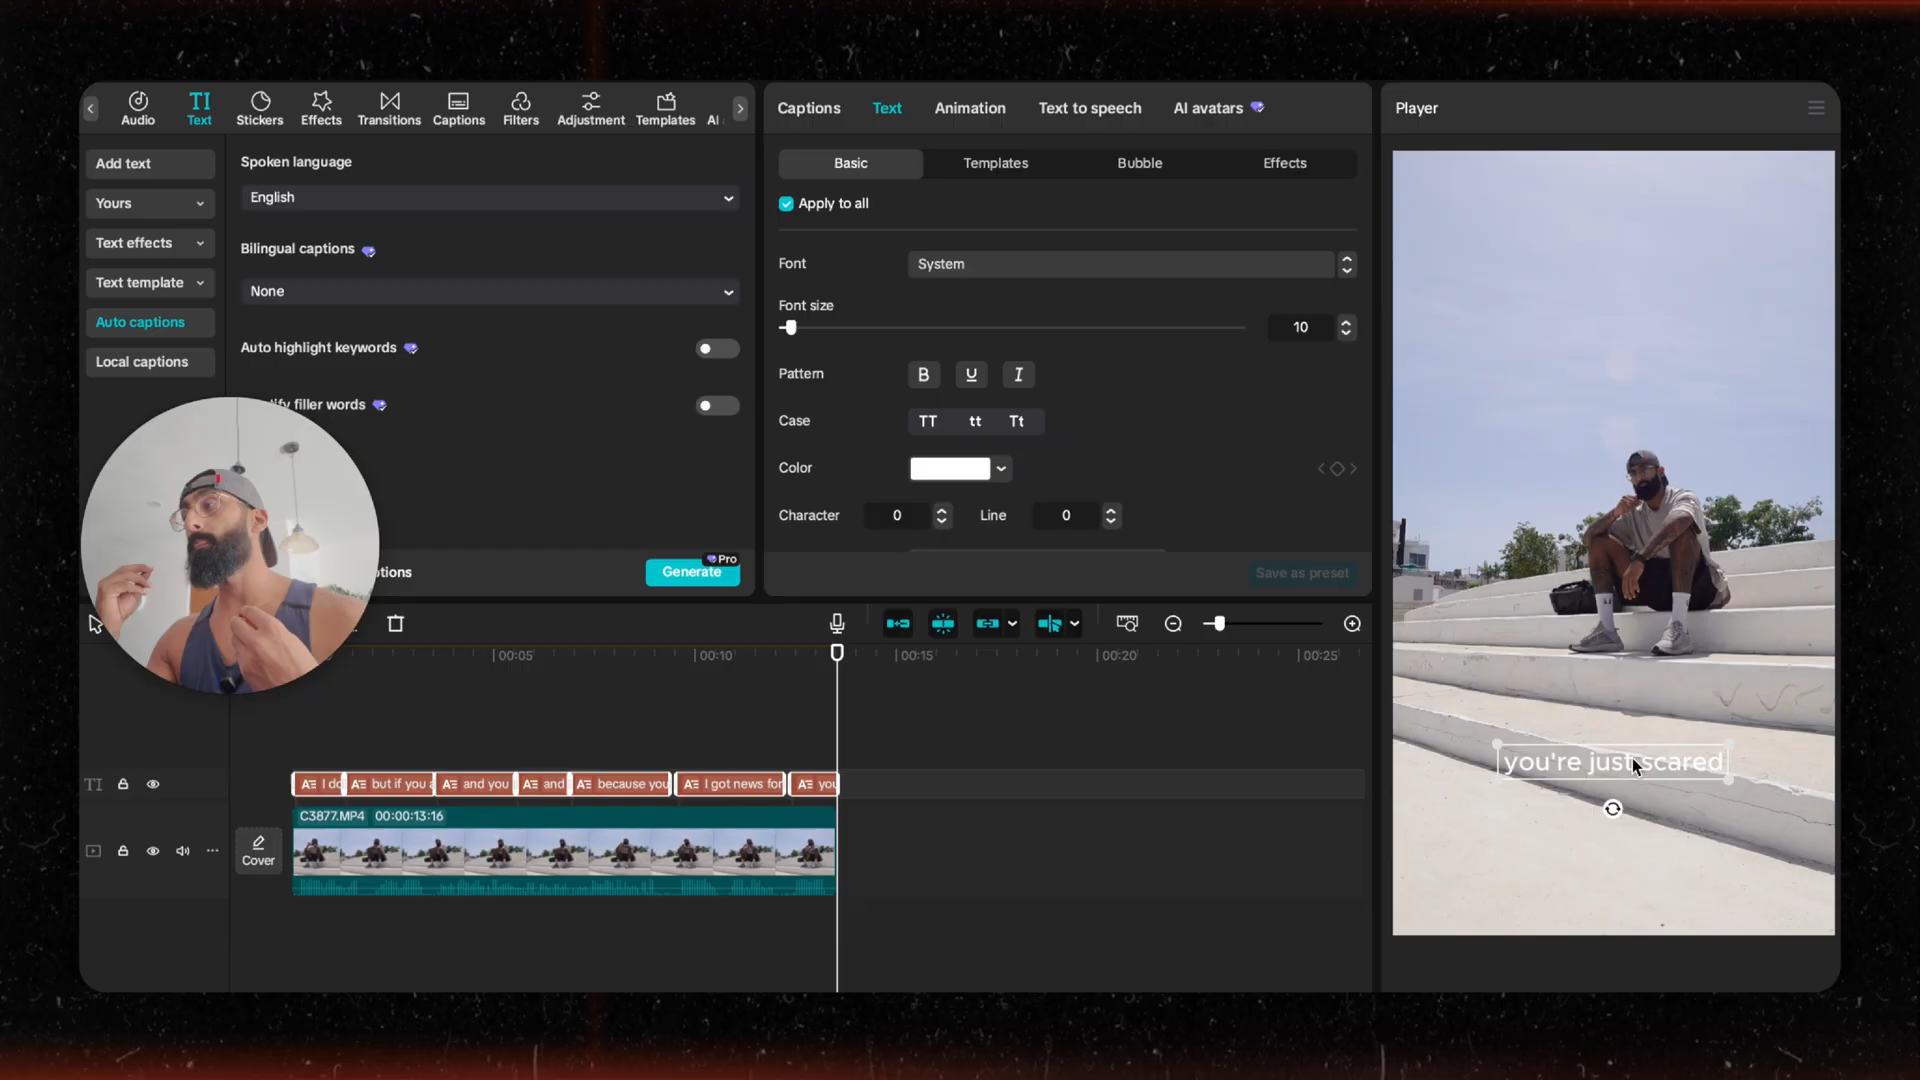 Audio
TI
Text
Stickers
Effects
Transitions
Captions
Filters
Adjustment
Templates
AI
Add text
Yours
Text effects
Text template
Auto captions
Local captions
Spoken language
English
Bilingual captions
None
Auto highlight keywords
filler words
Pro
Generate
Captions
Text
Animation
Text to speech
AI avatars
Basic
Templates
Bubble
Effects
Apply to all
Font
System
Font size
10
Pattern
B U I
Case
TT tt Tt
Color
Character
0
Line
0
Save as preset
Player
you're just scared
00:05
00:10
00:15
00:20
00:25
TI
A I do
A but if you a
A and you
A and
A because you
A I got news for
A you
C3877.MP4 00:00:13:16
Cover